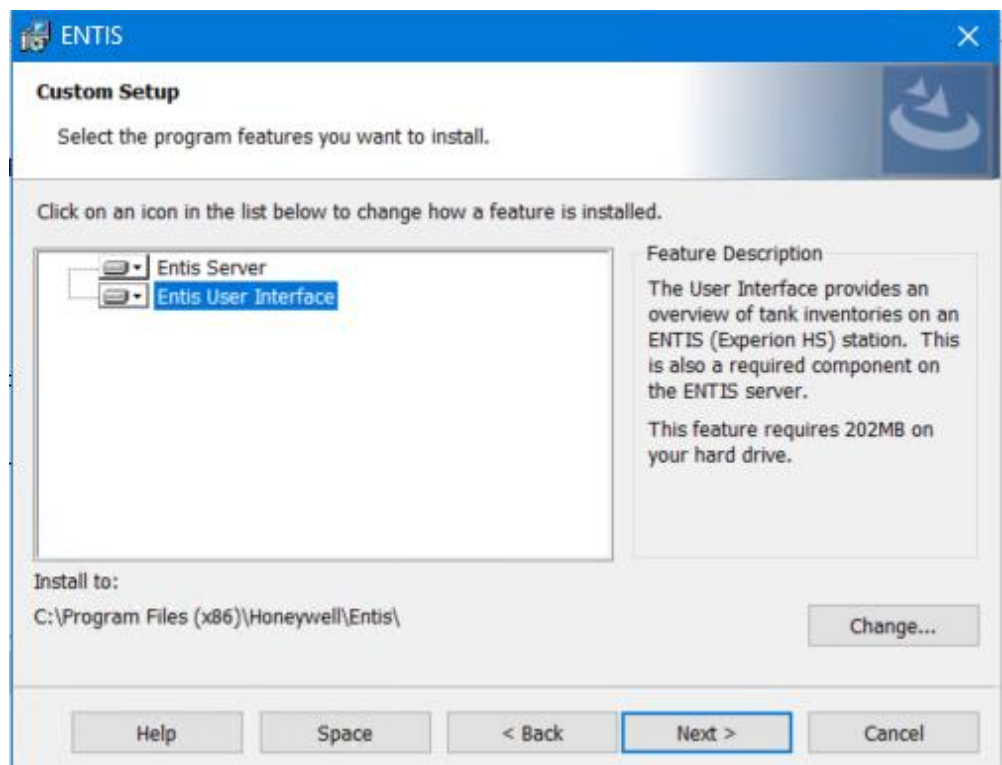 ENTIS
Custom Setup
Select the program features you want to install.
Click on an icon in the list below to change how a feature is installed.
Entis Server
Entis User Interface
Feature Description
The User Interface provides an
overview of tank inventories on an
ENTIS (Experion HS) station. This
is also a required component on
the ENTIS server.
This feature requires 202MB on
your hard drive.
Install to:
C:\Program Files (x86)\Honeywell\Entis\
Change...
Help
Space
< Back
Next >
Cancel